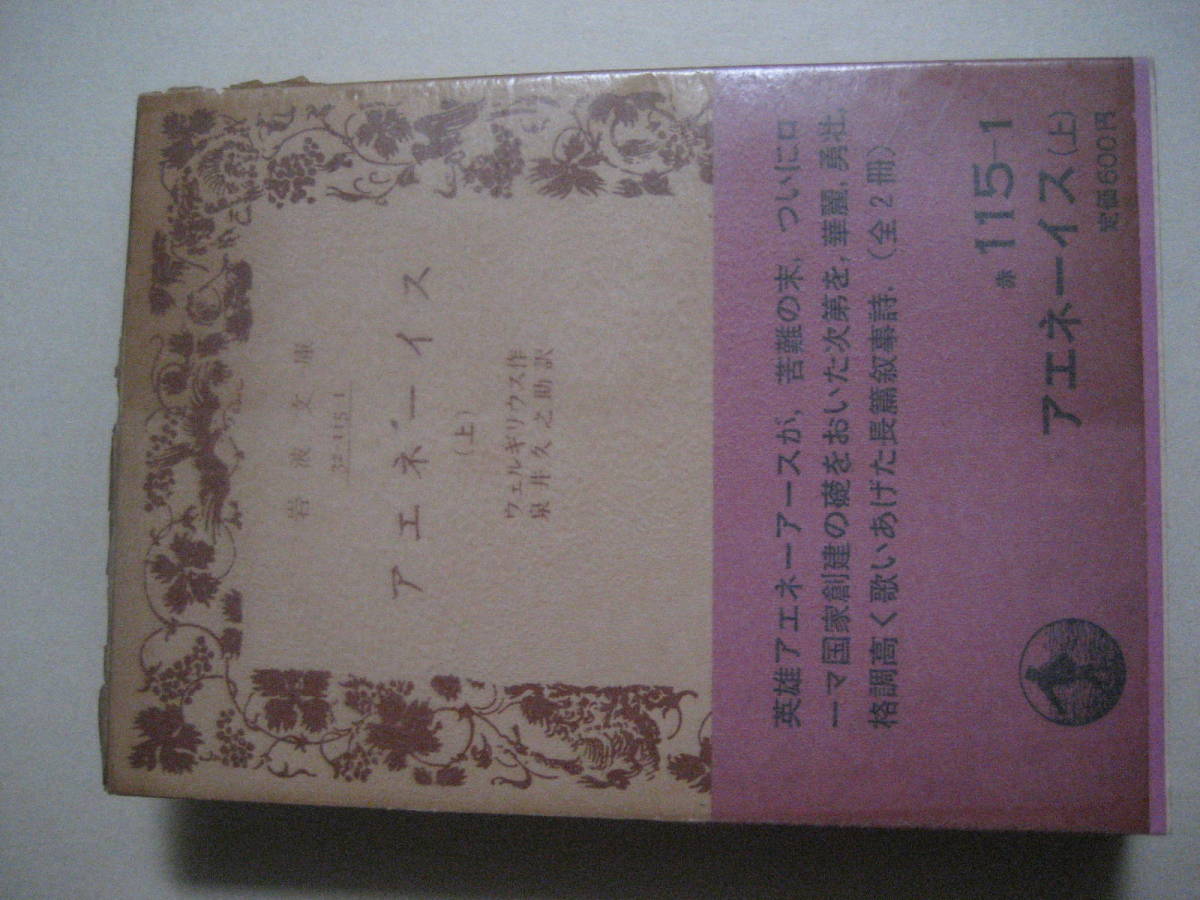 岩波文庫
32-115-1
アエネーイス
(上)
ウェルギリウス作
泉井久之助訳
英雄アエネーアースが, 苦難の末, ついにロ
ーマ国家創建の礎をおいた次第を, 華麗, 勇壮,
格調高く歌いあげた長篇叙事詩. (全2冊)
赤 115-1
アエネーイス(上)
定価600円